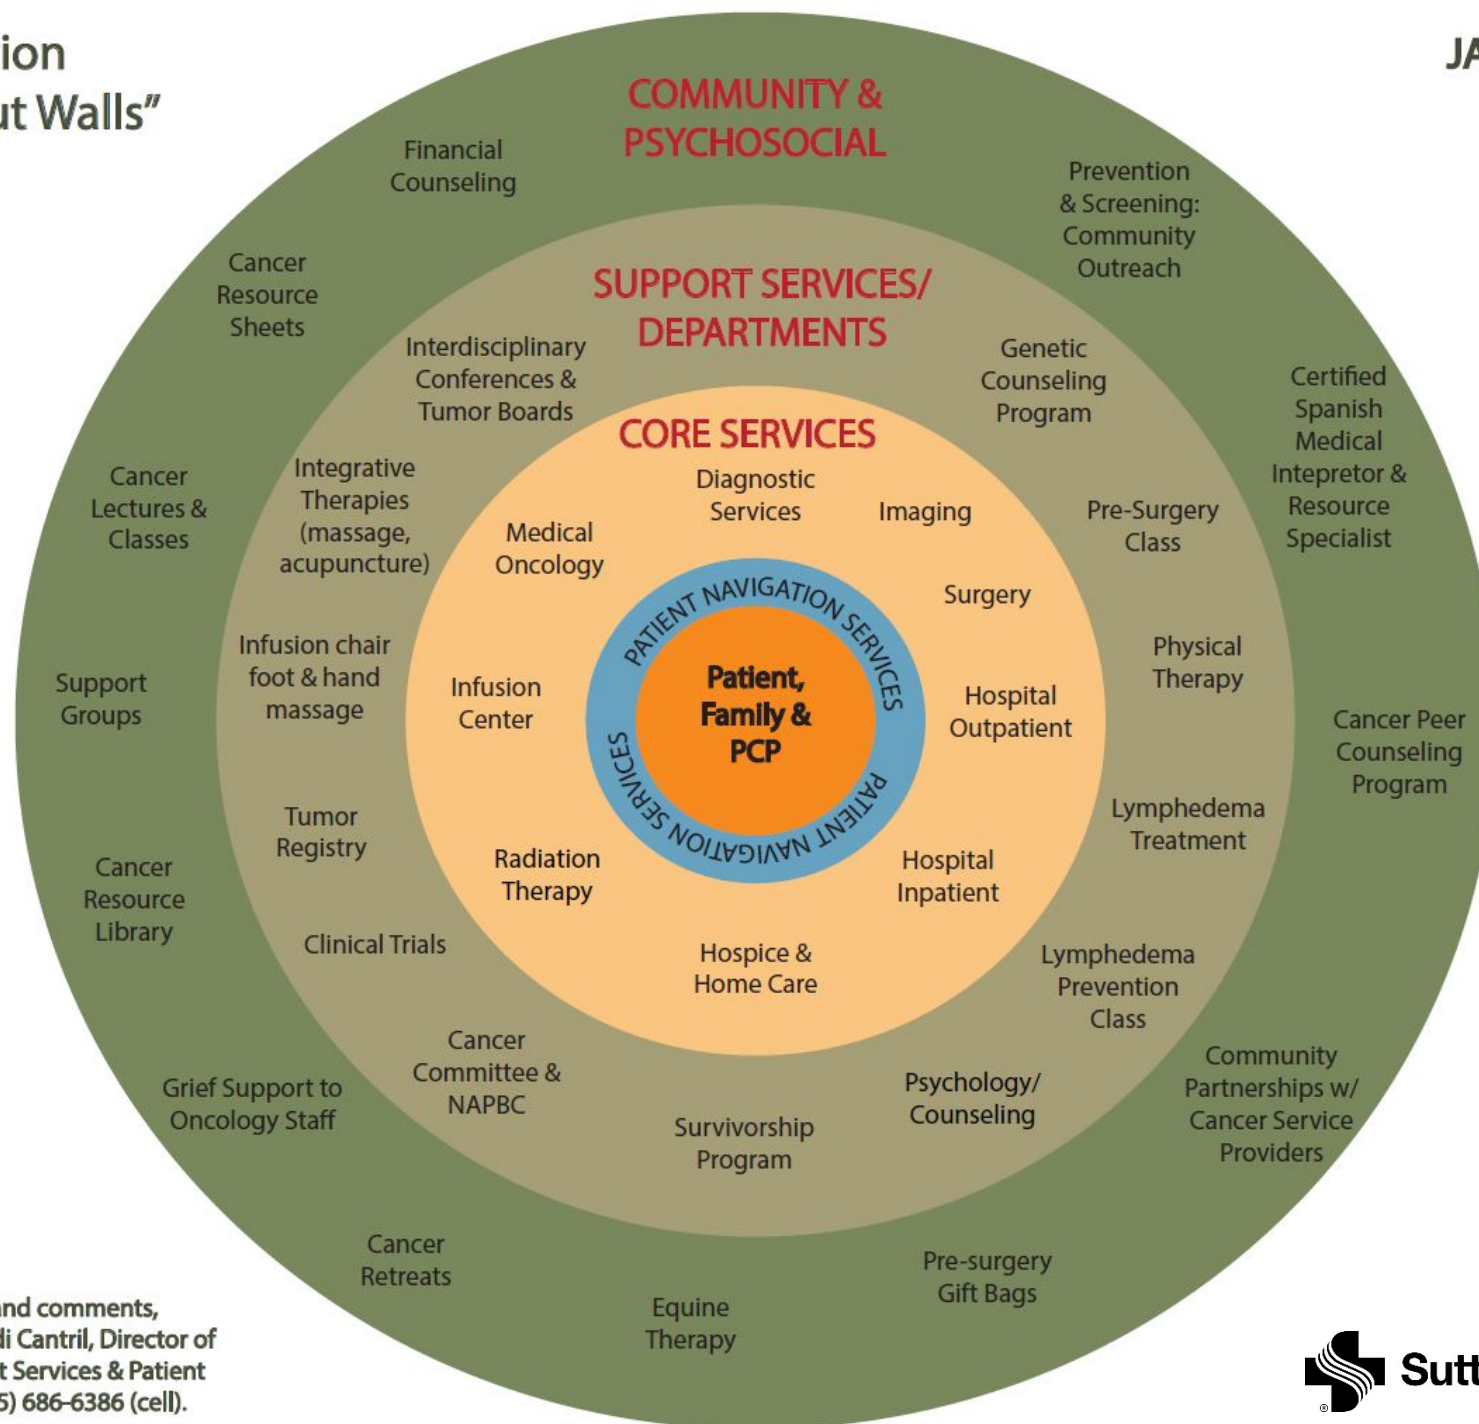 ion
ut Walls”
JA
COMMUNITY &
PSYCHOSOCIAL
Financial
Counseling
Prevention
& Screening:
Community
Outreach
Cancer
Resource
Sheets
Certified
Spanish
Medical
Intepretor &
Resource
Specialist
Cancer
Lectures &
Classes
Support
Groups
Cancer Peer
Counseling
Program
Cancer
Resource
Library
Grief Support to
Oncology Staff
Community
Partnerships w/
Cancer Service
Providers
Cancer
Retreats
Equine
Therapy
Pre-surgery
Gift Bags
SUPPORT SERVICES/
DEPARTMENTS
Interdisciplinary
Conferences &
Tumor Boards
Genetic
Counseling
Program
Integrative
Therapies
(massage,
acupuncture)
Pre-Surgery
Class
Infusion chair
foot & hand
massage
Physical
Therapy
Tumor
Registry
Lymphedema
Treatment
Clinical Trials
Lymphedema
Prevention
Class
Cancer
Committee &
NAPBC
Survivorship
Program
Psychology/
Counseling
CORE SERVICES
Diagnostic
Services
Imaging
Medical
Oncology
Surgery
Infusion
Center
Hospital
Outpatient
Radiation
Therapy
Hospital
Inpatient
Hospice &
Home Care
PATIENT NAVIGATION SERVICES
PATIENT NAVIGATION SERVICES
Patient,
Family &
PCP
and comments,
di Cantril, Director of
t Services & Patient
5) 686-6386 (cell).
Sutt
®